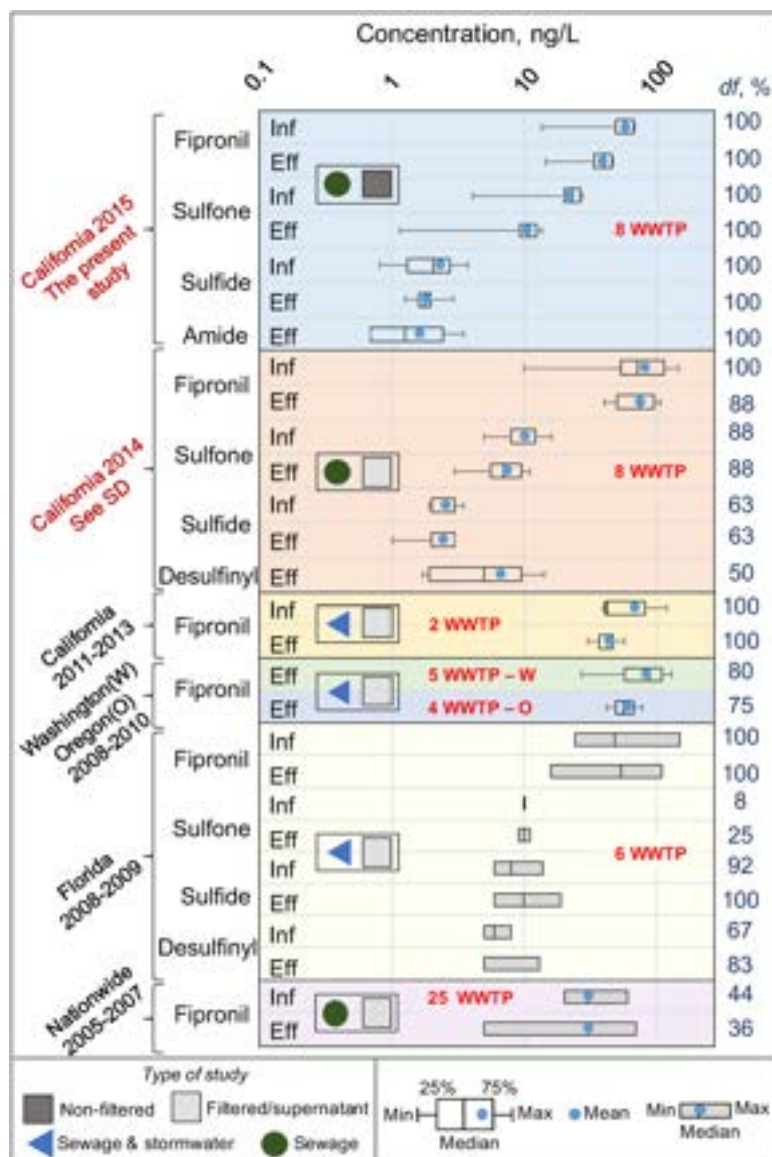 Concentration, ng/L
0.1 1 10 100 df, %
California 2015
The present
study
Fipronil Inf 100
Eff 100
Sulfone Inf 100
Eff 100
8 WWTP
Sulfide Inf 100
Eff 100
Amide Eff 100
California 2014
See SD
Fipronil Inf 100
Eff 88
Sulfone Inf 88
Eff 88
8 WWTP
Sulfide Inf 63
Eff 63
Desulfinyl Eff 50
California
2011-2013
Fipronil Inf 2 WWTP 100
Eff 100
Washington(W)
Oregon(O)
2008-2010
Fipronil Eff 5 WWTP – W 80
Eff 4 WWTP – O 75
Florida
2008-2009
Fipronil Inf 100
Eff 100
Sulfone Inf 8
Eff 25
6 WWTP
Sulfide Inf 92
Eff 100
Desulfinyl Inf 67
Eff 83
Nationwide
2005-2007
Fipronil Inf 25 WWTP 44
Eff 36
Type of study
Non-filtered Filtered/supernatant
Sewage & stormwater Sewage
25% 75%
Min Max Mean Min Max
Median Median